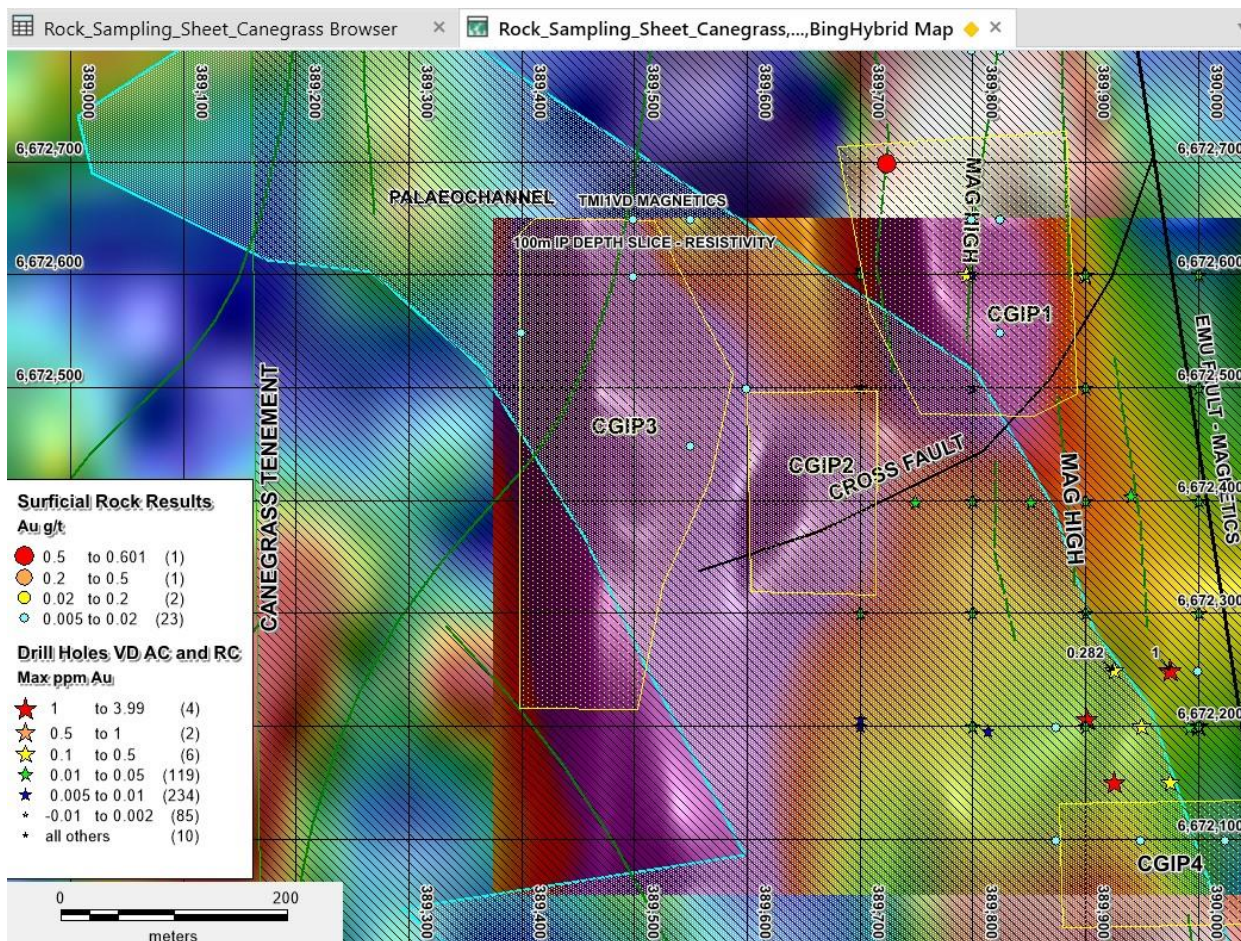 Rock_Sampling_Sheet_Canegrass Browser ×
Rock_Sampling_Sheet_Canegrass,...,BingHybrid Map ×
389,000
389,100
389,200
389,300
389,400
389,500
389,600
389,700
389,800
389,900
390,000
6,672,700
6,672,700
PALAEOCHANNEL
TMI1VD MAGNETICS
MAG HIGH
100m IP DEPTH SLICE - RESISTIVITY
6,672,600
6,672,600
CGIP1
EMU FAULT - MAGNETICS
6,672,500
6,672,500
CANEGRASS TENEMENT
CGIP3
CGIP2
CROSS FAULT
MAG HIGH
6,672,400
6,672,300
0.282
1
6,672,200
6,672,100
CGIP4
Surficial Rock Results
Au g/t
0.5 to 0.601 (1)
0.2 to 0.5 (1)
0.02 to 0.2 (2)
0.005 to 0.02 (23)
Drill Holes VD AC and RC
Max ppm Au
1 to 3.99 (4)
0.5 to 1 (2)
0.1 to 0.5 (6)
0.01 to 0.05 (119)
0.005 to 0.01 (234)
-0.01 to 0.002 (85)
all others (10)
0 200
meters
389,300
389,400
389,500
389,600
389,700
389,800
389,900
390,000